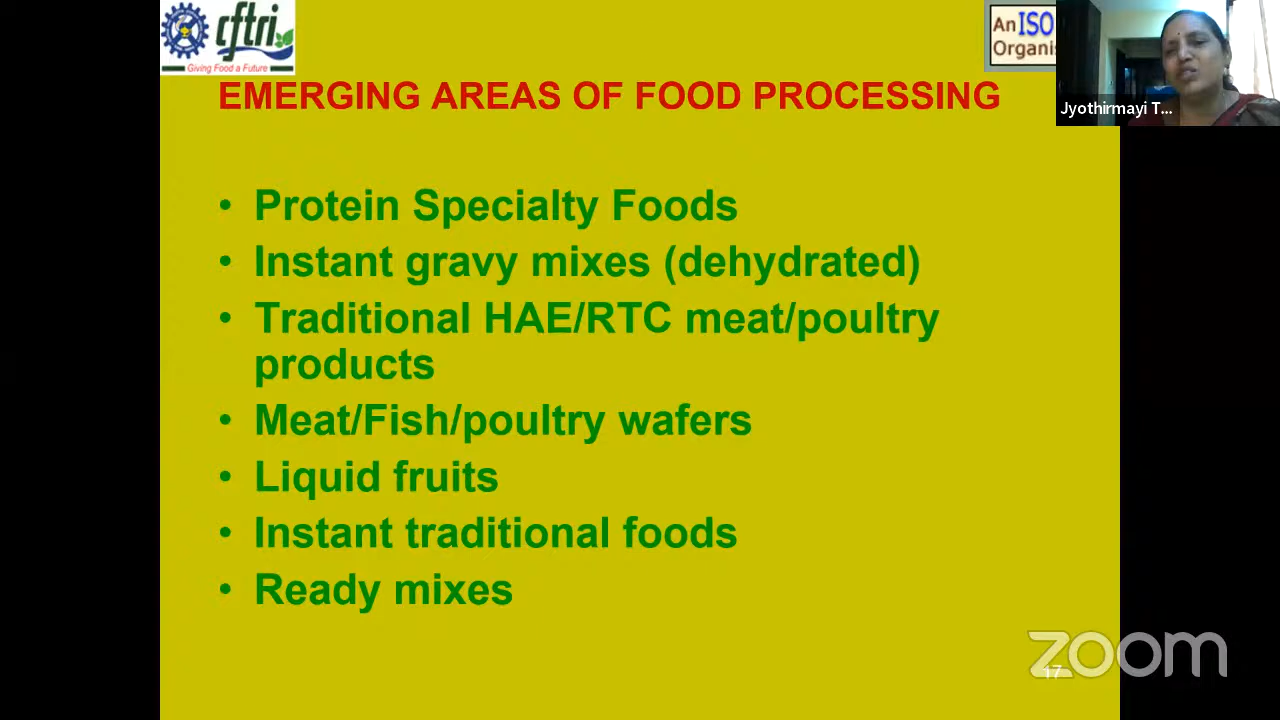 cftri
Giving Food a Future
An ISO
Organis
Jyothirmayi T...
EMERGING AREAS OF FOOD PROCESSING
• Protein Specialty Foods
• Instant gravy mixes (dehydrated)
• Traditional HAE/RTC meat/poultry
products
• Meat/Fish/poultry wafers
• Liquid fruits
• Instant traditional foods
• Ready mixes
zoom
17